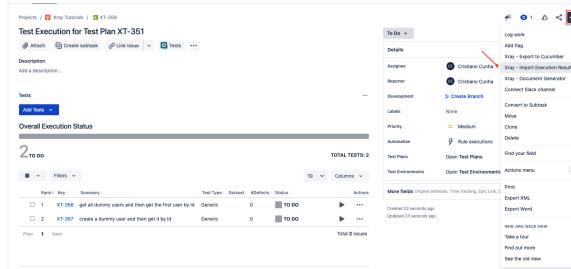 Projects / Xray Tutorials / XT-358
Test Execution for Test Plan XT-351
Attach Create subtask Link issue Tests ...
Description
Add a description...
Tests ...
Add Tests
Overall Execution Status
2 TO DO TOTAL TESTS: 2
Filters 10 Columns
Rank Key Summary Test Type Dataset #Defects Status Actions
1 XT-356 get all dummy users and then get the first user by id Generic 0 TO DO ...
2 XT-357 create a dummy user and then get it by id Generic 0 TO DO ...
Prev 1 Next Total 2 issues
To Do
Details
Assignee CC Cristiano Cunha
Reporter CC Cristiano Cunha
Development Create Branch
Labels None
Priority Medium
Automation Rule executions
Test Plans Open Test Plans
Test Environments Open Test Environments
More fields Original estimate, Time tracking, Epic Link, C
Created 23 seconds ago
Updated 23 seconds ago
1
Log work
Add flag
Xray - Export to Cucumber
Xray - Import Execution Result
Xray - Document Generator
Connect Slack channel
Convert to Subtask
Move
Clone
Delete
Find your field
Actions menu
Print
Export XML
Export Word
NEW JIRA ISSUE VIEW
Take a tour
Find out more
See the old view